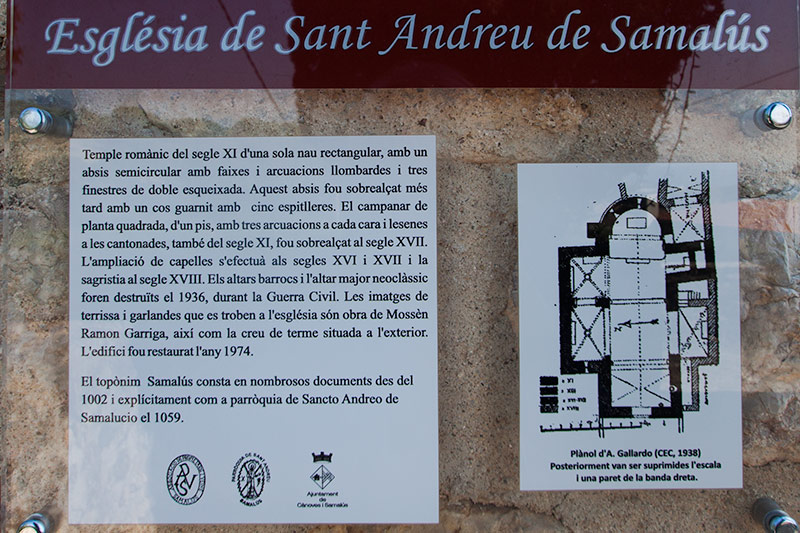 Església de Sant Andreu de Samalús
Temple romànic del segle XI d'una sola nau rectangular, amb un
absis semicircular amb faixes i arcuacions llombardes i tres
finestres de doble esqueixada. Aquest absis fou sobrealçat més
tard amb un cos guarnit amb cinc espitlleres. El campanar de
planta quadrada, d'un pis, amb tres arcuacions a cada cara i lesenes
a les cantonades, també del segle XI, fou sobrealçat al segle XVII.
L'ampliació de capelles s'efectuà als segles XVI i XVII i la
sagristia al segle XVIII. Els altars barrocs i l'altar major neoclàssic
foren destruïts el 1936, durant la Guerra Civil. Les imatges de
terrissa i garlandes que es troben a l'església són obra de Mossèn
Ramon Garriga, així com la creu de terme situada a l'exterior.
L'edifici fou restaurat l'any 1974.
El topònim Samalús consta en nombrosos documents des del
1002 i explícitament com a parròquia de Sancto Andreo de
Samalucio el 1059.
PARRÒQUIA DE SANT ANDREU
SAMALÚS
Ajuntament
de
Cànoves i Samalús
Plànol d'A. Gallardo (CEC, 1938)
Posteriorment van ser suprimides l'escala
i una paret de la banda dreta.